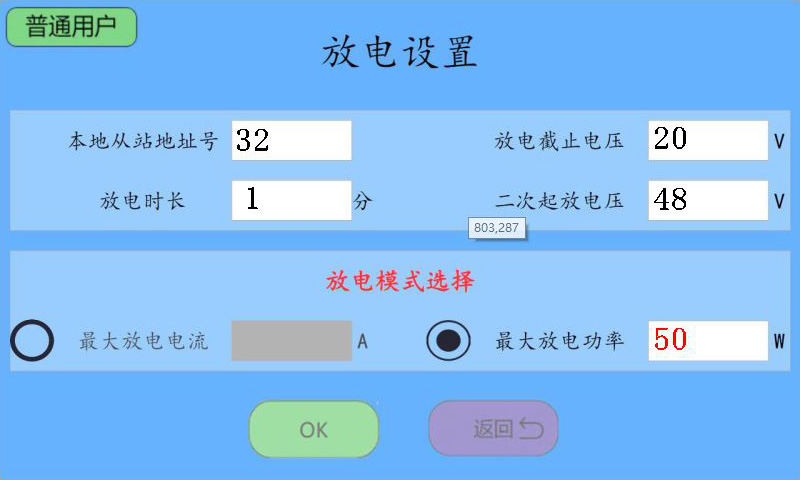 普通用户
放电设置
本地从站地址号 32 放电截止电压 20 V
放电时长 1 分 二次起放电压 48 V
803,287
放电模式选择
最大放电电流 A 最大放电功率 50 W
OK 返回